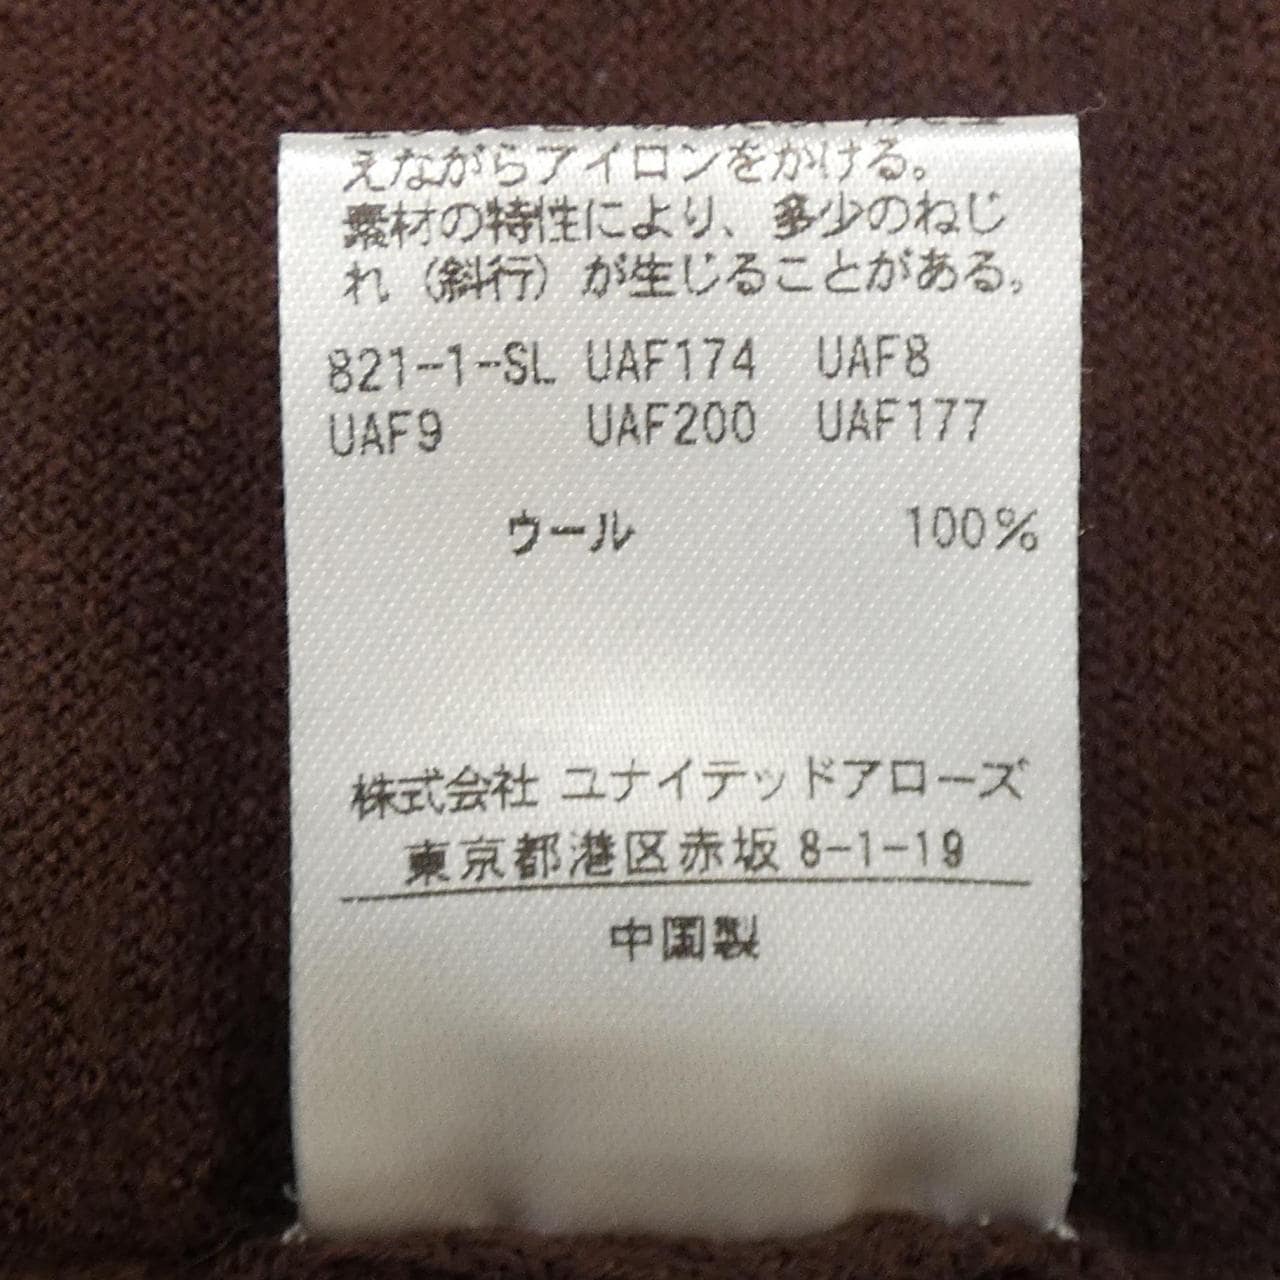 えながらアイロンをかける。
素材の特性により、多少のねじ
れ（斜行）が生じることがある。
821-1-SL UAF174 UAF8
UAF9 UAF200 UAF177
ウール 100%
株式会社 ユナイテッドアローズ
東京都港区赤坂 8-1-19
中国製